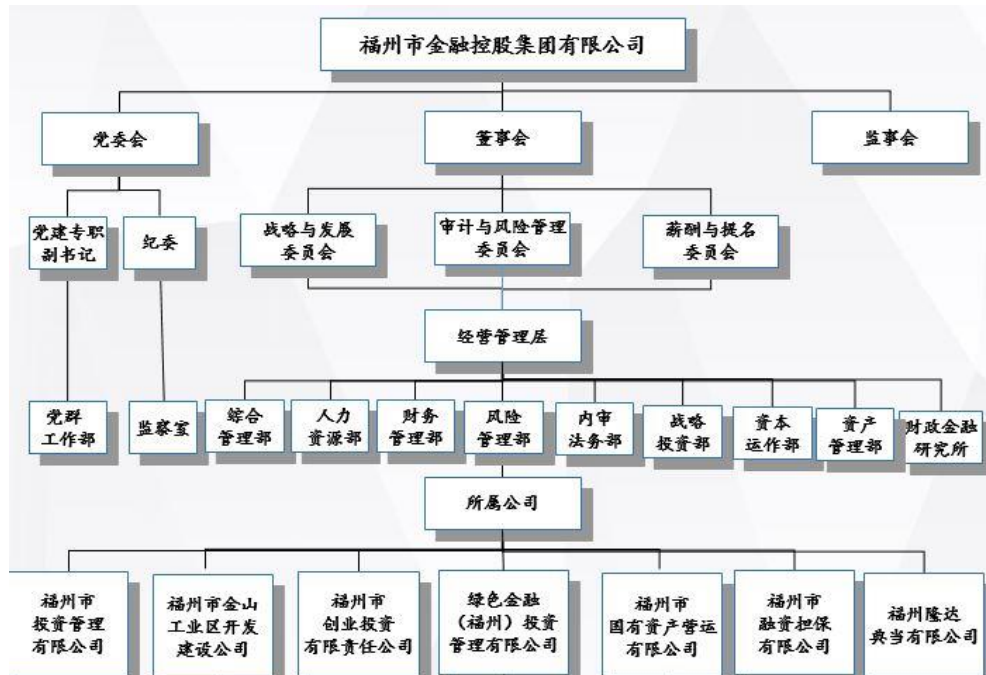 福州市金融控股集团有限公司
党委会
董事会
监事会
党建专职
副书记
纪委
战略与发展
委员会
审计与风险管理
委员会
薪酬与提名
委员会
经营管理层
党群
工作部
监察室
综合
管理部
人力
资源部
财务
管理部
风险
管理部
内审
法务部
战略
投资部
资本
运作部
资产
管理部
财政金融
研究所
所属公司
福州市
投资管理
有限公司
福州市金山
工业区开发
建设公司
福州市
创业投资
有限责任公司
绿色金融
（福州）投资
管理有限公司
福州市
国有资产营运
有限公司
福州市
融资担保
有限公司
福州隆达
典当有限公司